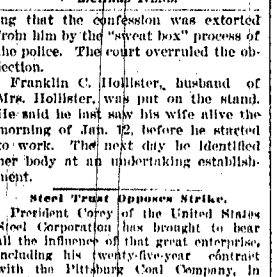 ng that the confession was extorted
from him by the "sweat box" process of
the police. The court overruled the ob-
jection.
Franklin C. Hollister, husband of
Mrs. Hollister, was put on the stand.
He said he last saw his wife alive the
morning of Jan. 12, before he started
to work. The next day he identified
her body at an undertaking establish-
ment.
Steel Trust Opposes Strike.
President Corey of the United States
Steel Corporation has brought to bear
all the influence of that great enterprise,
including his twenty-five-year contract
with the Pittsburg Coal Company, in